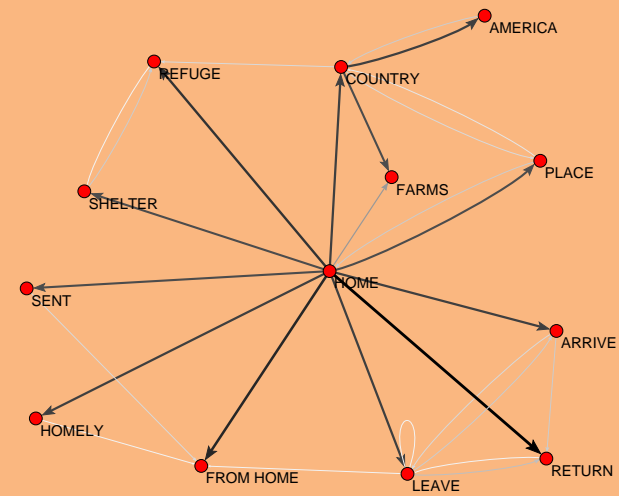 AMERICA
REFUGE
COUNTRY
PLACE
FARMS
SHELTER
HOME
SENT
ARRIVE
HOMELY
FROM HOME
RETURN
LEAVE